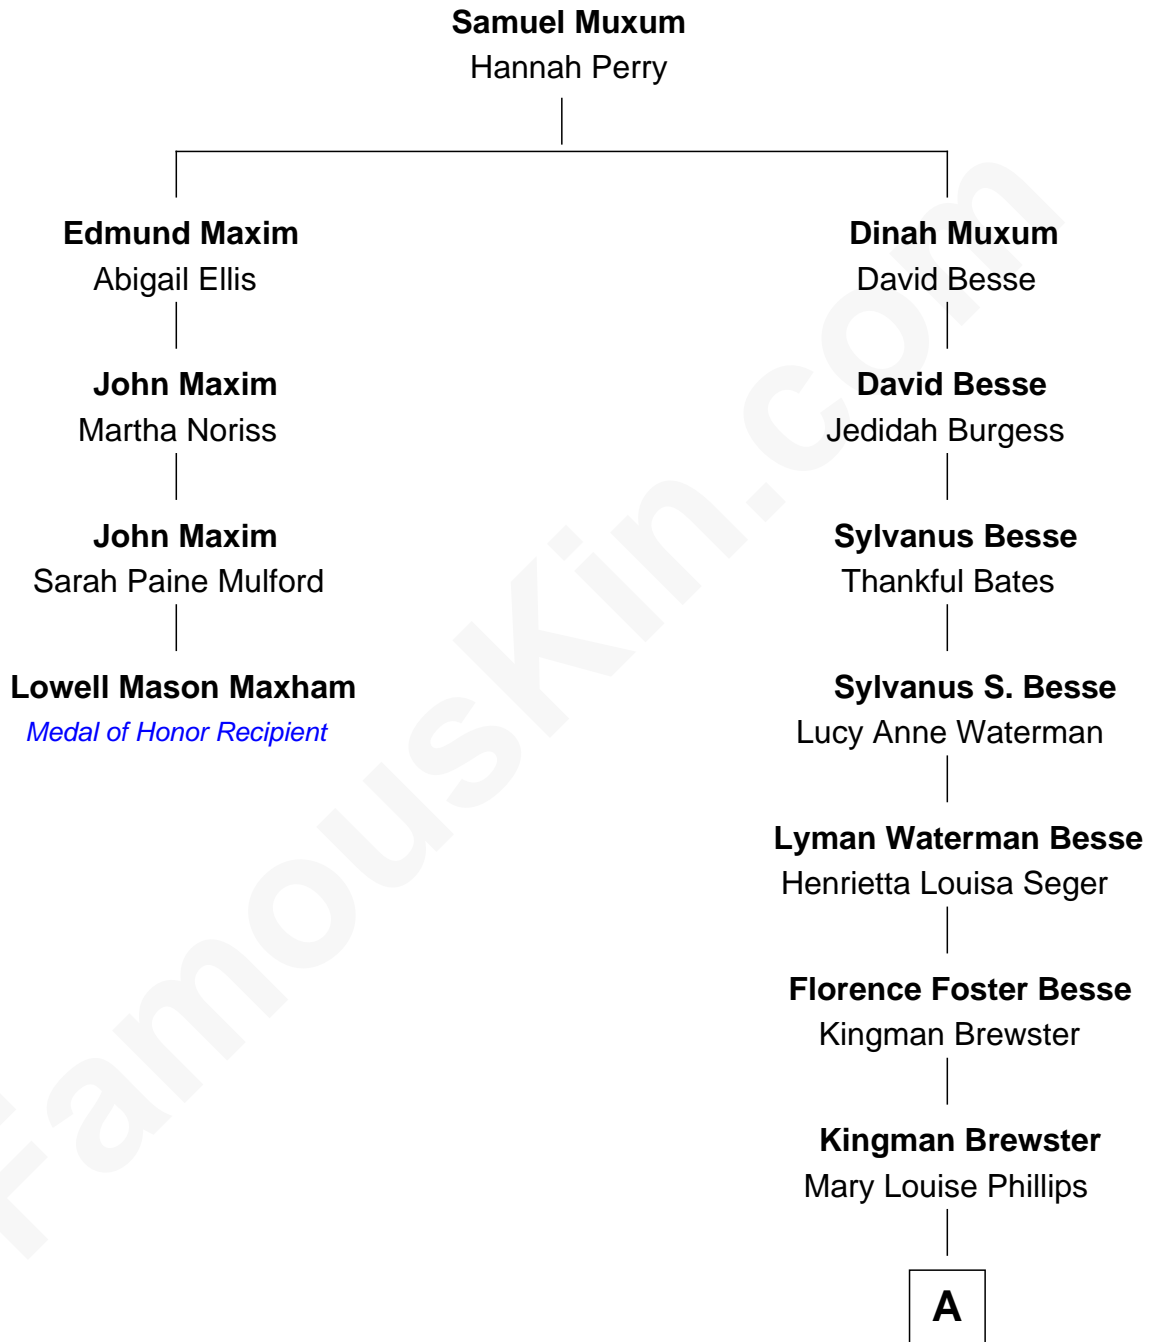 Samuel Muxum
Hannah Perry
Edmund Maxim
Abigail Ellis
Dinah Muxum
David Besse
John Maxim
Martha Noriss
David Besse
Jedidah Burgess
John Maxim
Sarah Paine Mulford
Sylvanus Besse
Thankful Bates
Lowell Mason Maxham
Medal of Honor Recipient
Sylvanus S. Besse
Lucy Anne Waterman
Lyman Waterman Besse
Henrietta Louisa Seger
Florence Foster Besse
Kingman Brewster
Kingman Brewster
Mary Louise Phillips
A
FamousKin.com